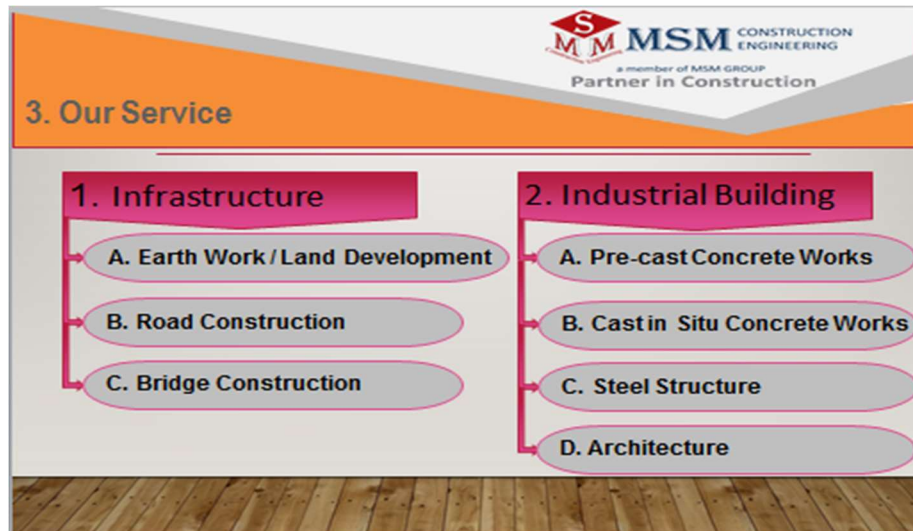 S
M M
MSM CONSTRUCTION
ENGINEERING
a member of MSM GROUP
Partner in Construction
3. Our Service
1. Infrastructure
A. Earth Work / Land Development
B. Road Construction
C. Bridge Construction
2. Industrial Building
A. Pre-cast Concrete Works
B. Cast in Situ Concrete Works
C. Steel Structure
D. Architecture